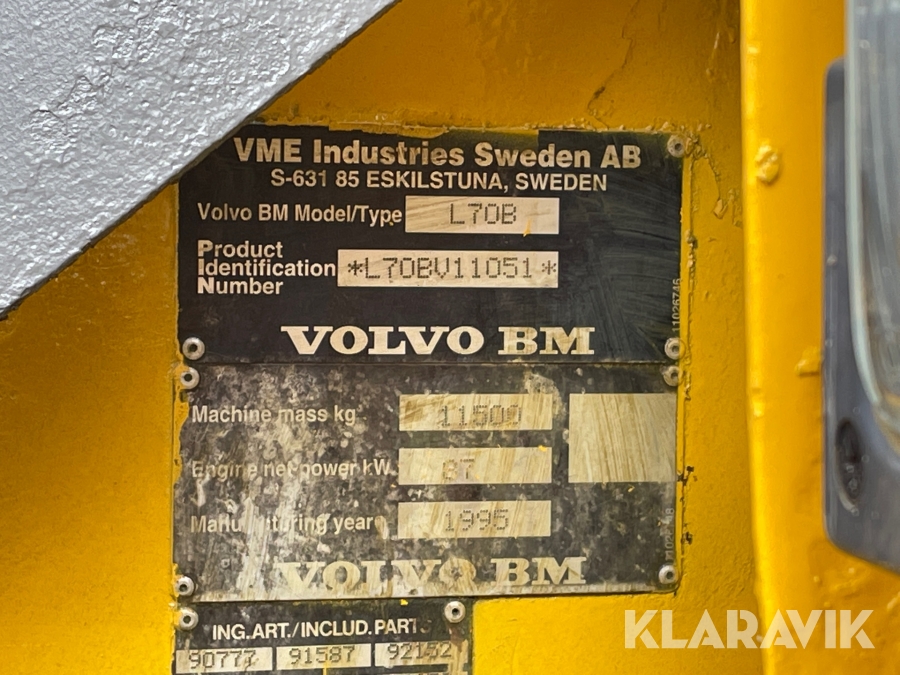 VME Industries Sweden AB
S-631 85 ESKILSTUNA, SWEDEN
Volvo BM Model/Type L70B
Product
Identification *L70BV11051*
Number
11026746
VOLVO BM
Machine mass kg 11500
Engine net power kW 87
Manufacturing year 1995
VOLVO BM
ING.ART./INCLUD.PARTS
90777 91587 92152
KLARAVIK